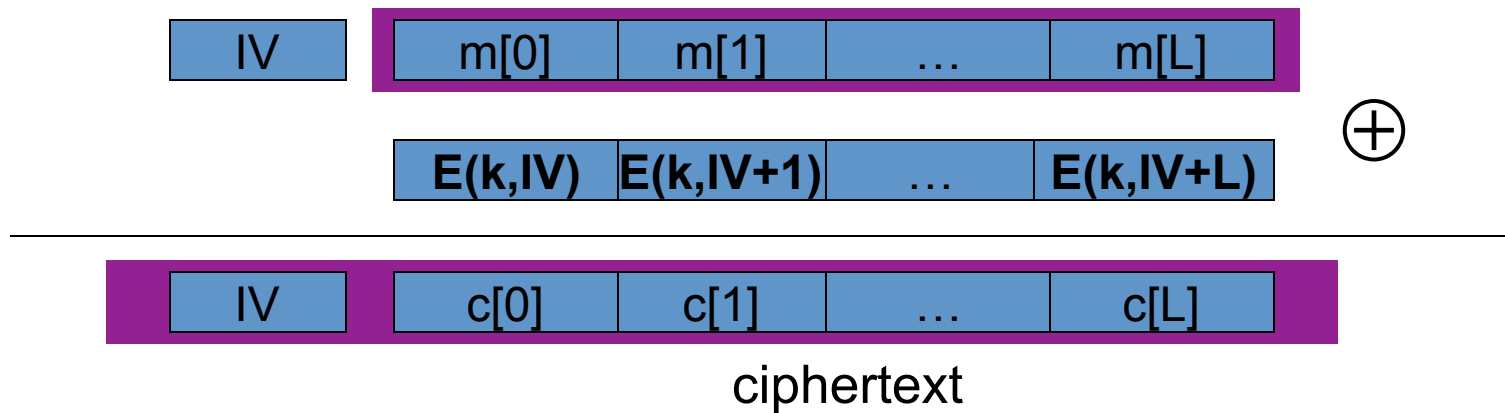 IV m[0] m[1] … m[L]
⊕
E(k,IV) E(k,IV+1) … E(k,IV+L)
IV c[0] c[1] … c[L]
ciphertext